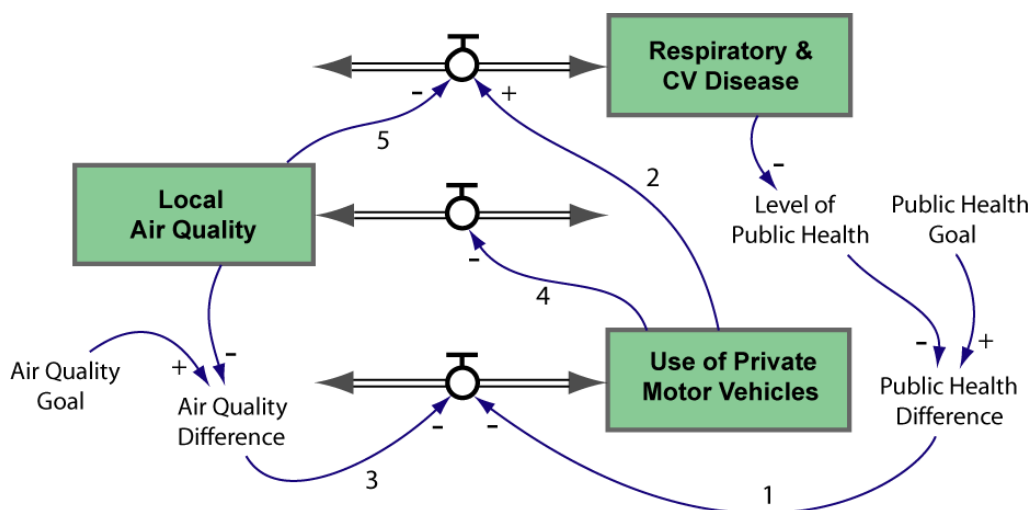 Respiratory &
CV Disease
-
+
5
2
-
Local
Air Quality
Level of
Public Health
Public Health
Goal
-
4
-
+
-
+
Air Quality
Goal
Use of Private
Motor Vehicles
Public Health
Difference
Air Quality
Difference
-
-
3
1